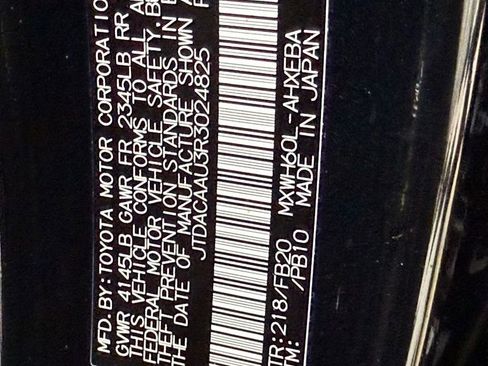 MFD. BY: TOYOTA MOTOR CORPORATION
GVWR 4145LB GAWR FR 2345LB RR
THIS VEHICLE CONFORMS TO ALL A
FEDERAL MOTOR VEHICLE SAFETY, B
THEFT PREVENTION STANDARDS IN E
THE DATE OF MANUFACTURE SHOWN A
JTDACAAU3R3024825
TR: 218/FB20 MXWH60L-AHXEBA
TM: /PB10 MADE IN JAPAN